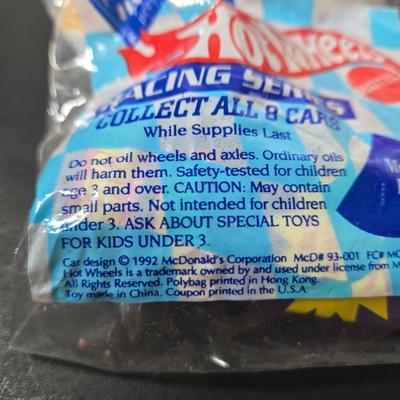 HotWheels
RACING SERIES
COLLECT ALL 8 CARS
While Supplies Last
Do not oil wheels and axles. Ordinary oils
will harm them. Safety-tested for children
age 3 and over. CAUTION: May contain
small parts. Not intended for children
under 3. ASK ABOUT SPECIAL TOYS
FOR KIDS UNDER 3.
Car design © 1992 McDonald's Corporation McD# 93-001 FC# MC
Hot Wheels is a trademark owned by and used under license from M
All Rights Reserved. Polybag printed in Hong Kong.
Toy made in China. Coupon printed in the U.S.A.